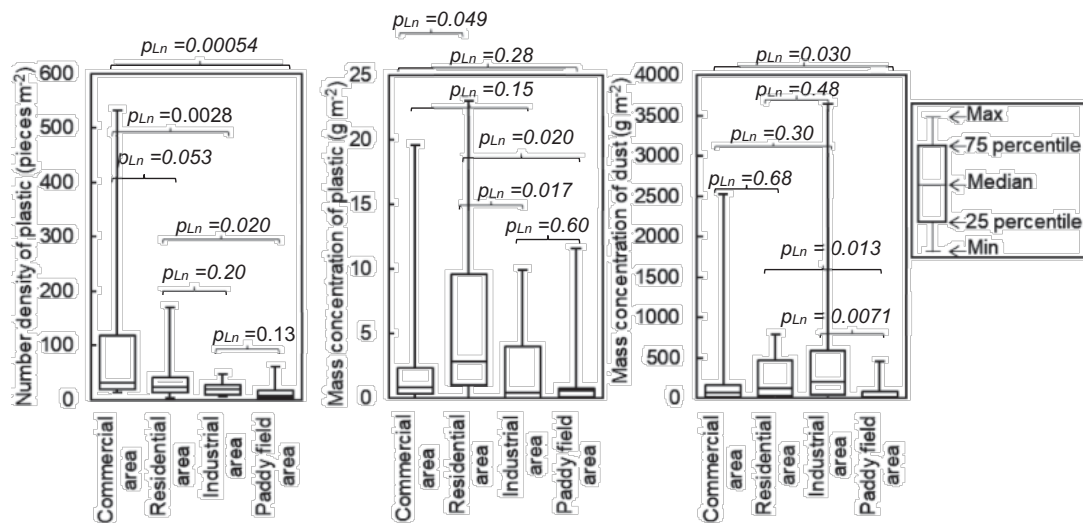 pLn =0.00054
600
500
400
300
200
100
0
Number density of plastic (pieces m-2)
pLn =0.0028
pLn =0.053
pLn =0.020
pLn =0.20
pLn =0.13
Commercial area
Residential area
Industrial area
Paddy field area
pLn =0.049
pLn =0.28
25
20
15
10
5
0
Mass concentration of plastic (g m-2)
pLn =0.15
pLn =0.020
pLn =0.017
pLn =0.60
Commercial area
Residential area
Industrial area
Paddy field area
pLn =0.030
4000
3500
3000
2500
2000
1500
1000
500
0
Mass concentration of dust (g m-2)
pLn =0.48
pLn =0.30
pLn =0.68
pLn =0.013
pLn =0.0071
Commercial area
Residential area
Industrial area
Paddy field area
Max
75 percentile
Median
25 percentile
Min